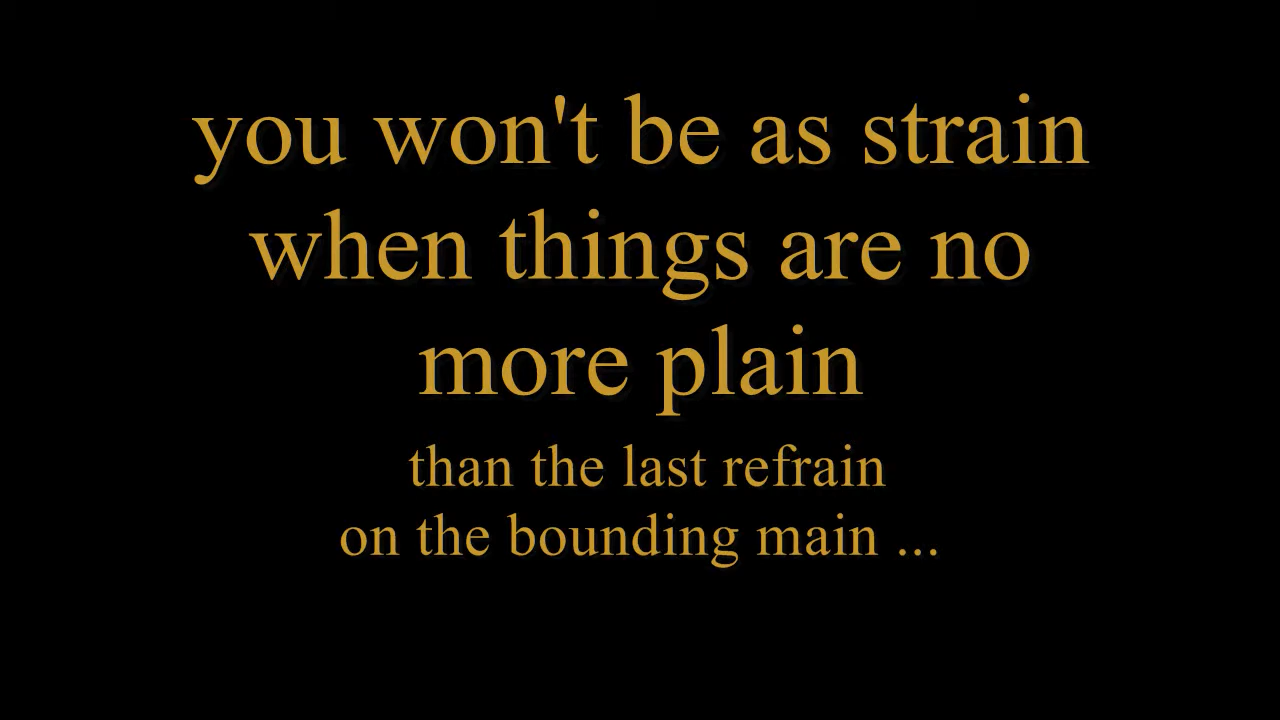 you won't be as strain
when things are no
more plain
than the last refrain
on the bounding main ...